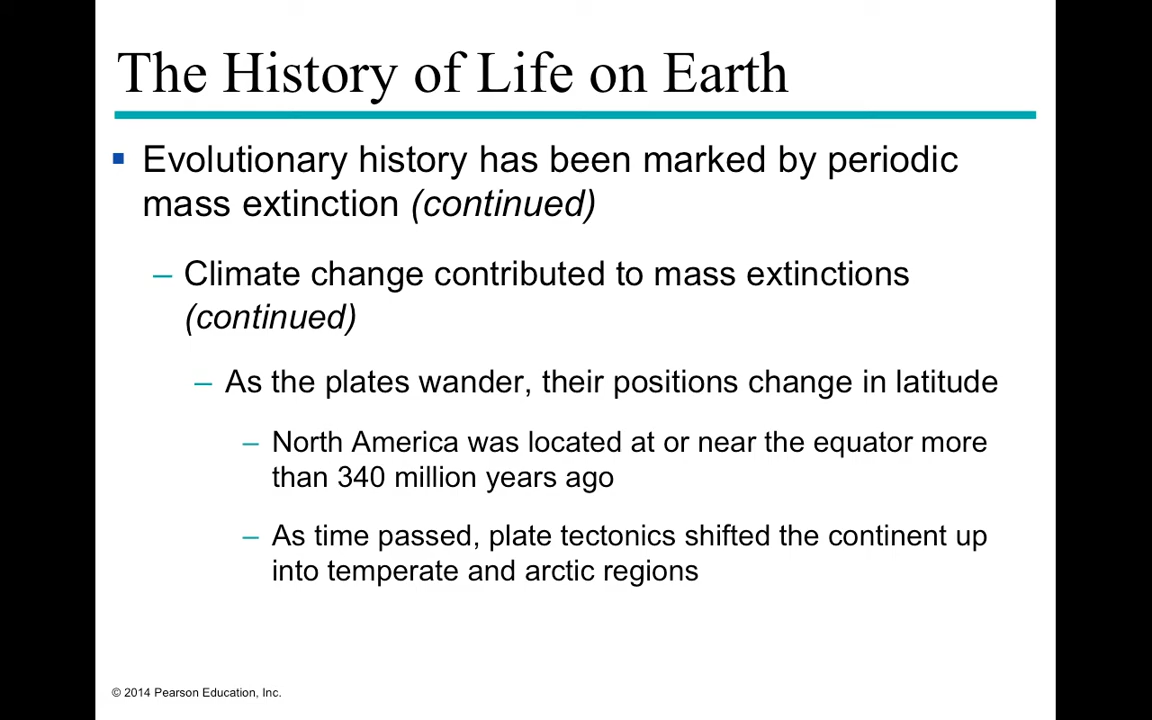 The History of Life on Earth
▪ Evolutionary history has been marked by periodic
mass extinction (continued)
– Climate change contributed to mass extinctions
(continued)
– As the plates wander, their positions change in latitude
– North America was located at or near the equator more
than 340 million years ago
– As time passed, plate tectonics shifted the continent up
into temperate and arctic regions
© 2014 Pearson Education, Inc.